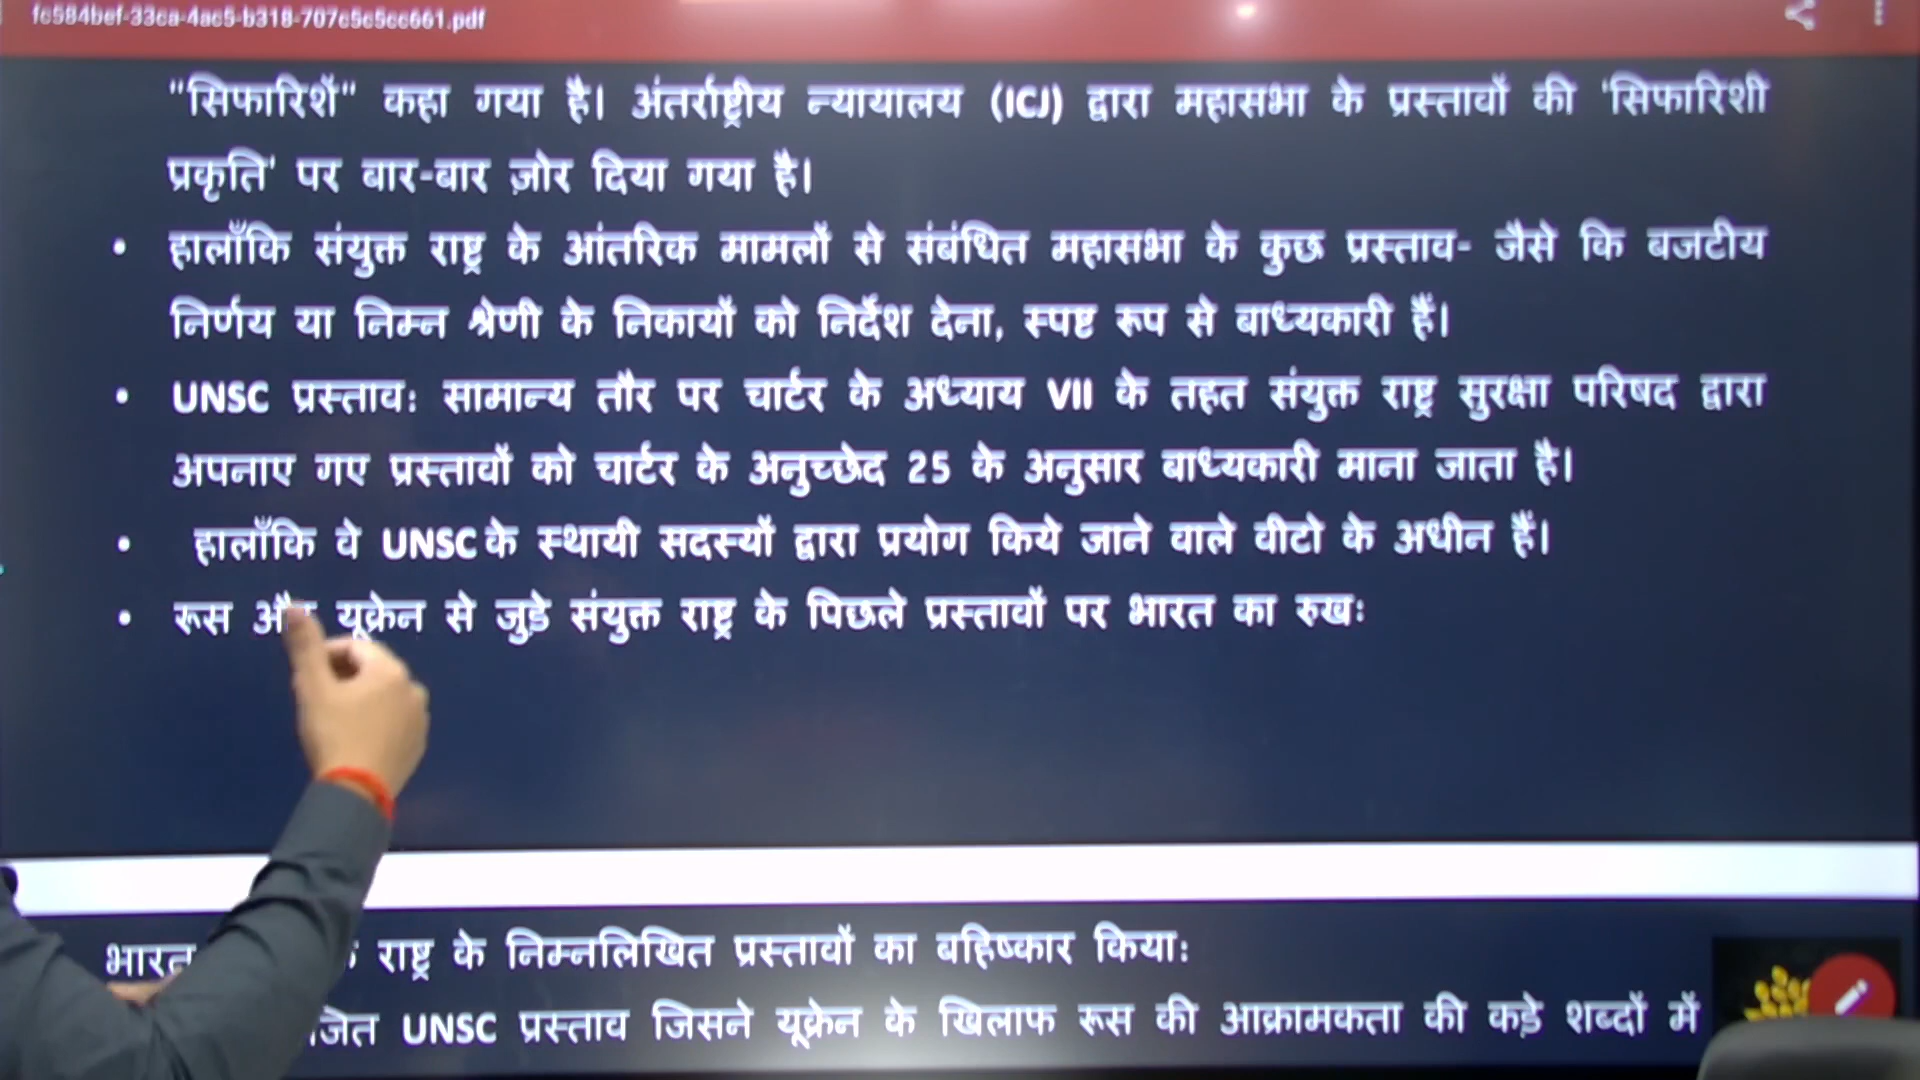 fc584bef-33ca-4ac5-b318-707c5c5cc661.pdf
"सिफारिशें" कहा गया है। अंतर्राष्ट्रीय न्यायालय (ICJ) द्वारा महासभा के प्रस्तावों की 'सिफारिशी
प्रकृति' पर बार-बार ज़ोर दिया गया है।
• हालाँकि संयुक्त राष्ट्र के आंतरिक मामलों से संबंधित महासभा के कुछ प्रस्ताव- जैसे कि बजटीय
निर्णय या निम्न श्रेणी के निकायों को निर्देश देना, स्पष्ट रूप से बाध्यकारी हैं।
• UNSC प्रस्ताव: सामान्य तौर पर चार्टर के अध्याय VII के तहत संयुक्त राष्ट्र सुरक्षा परिषद द्वारा
अपनाए गए प्रस्तावों को चार्टर के अनुच्छेद 25 के अनुसार बाध्यकारी माना जाता है।
• हालाँकि वे UNSC के स्थायी सदस्यों द्वारा प्रयोग किये जाने वाले वीटो के अधीन हैं।
• रूस और यूक्रेन से जुड़े संयुक्त राष्ट्र के पिछले प्रस्तावों पर भारत का रुख:
भारत राष्ट्र के निम्नलिखित प्रस्तावों का बहिष्कार किया:
UNSC प्रस्ताव जिसने यूक्रेन के खिलाफ रूस की आक्रामकता की कड़े शब्दों में